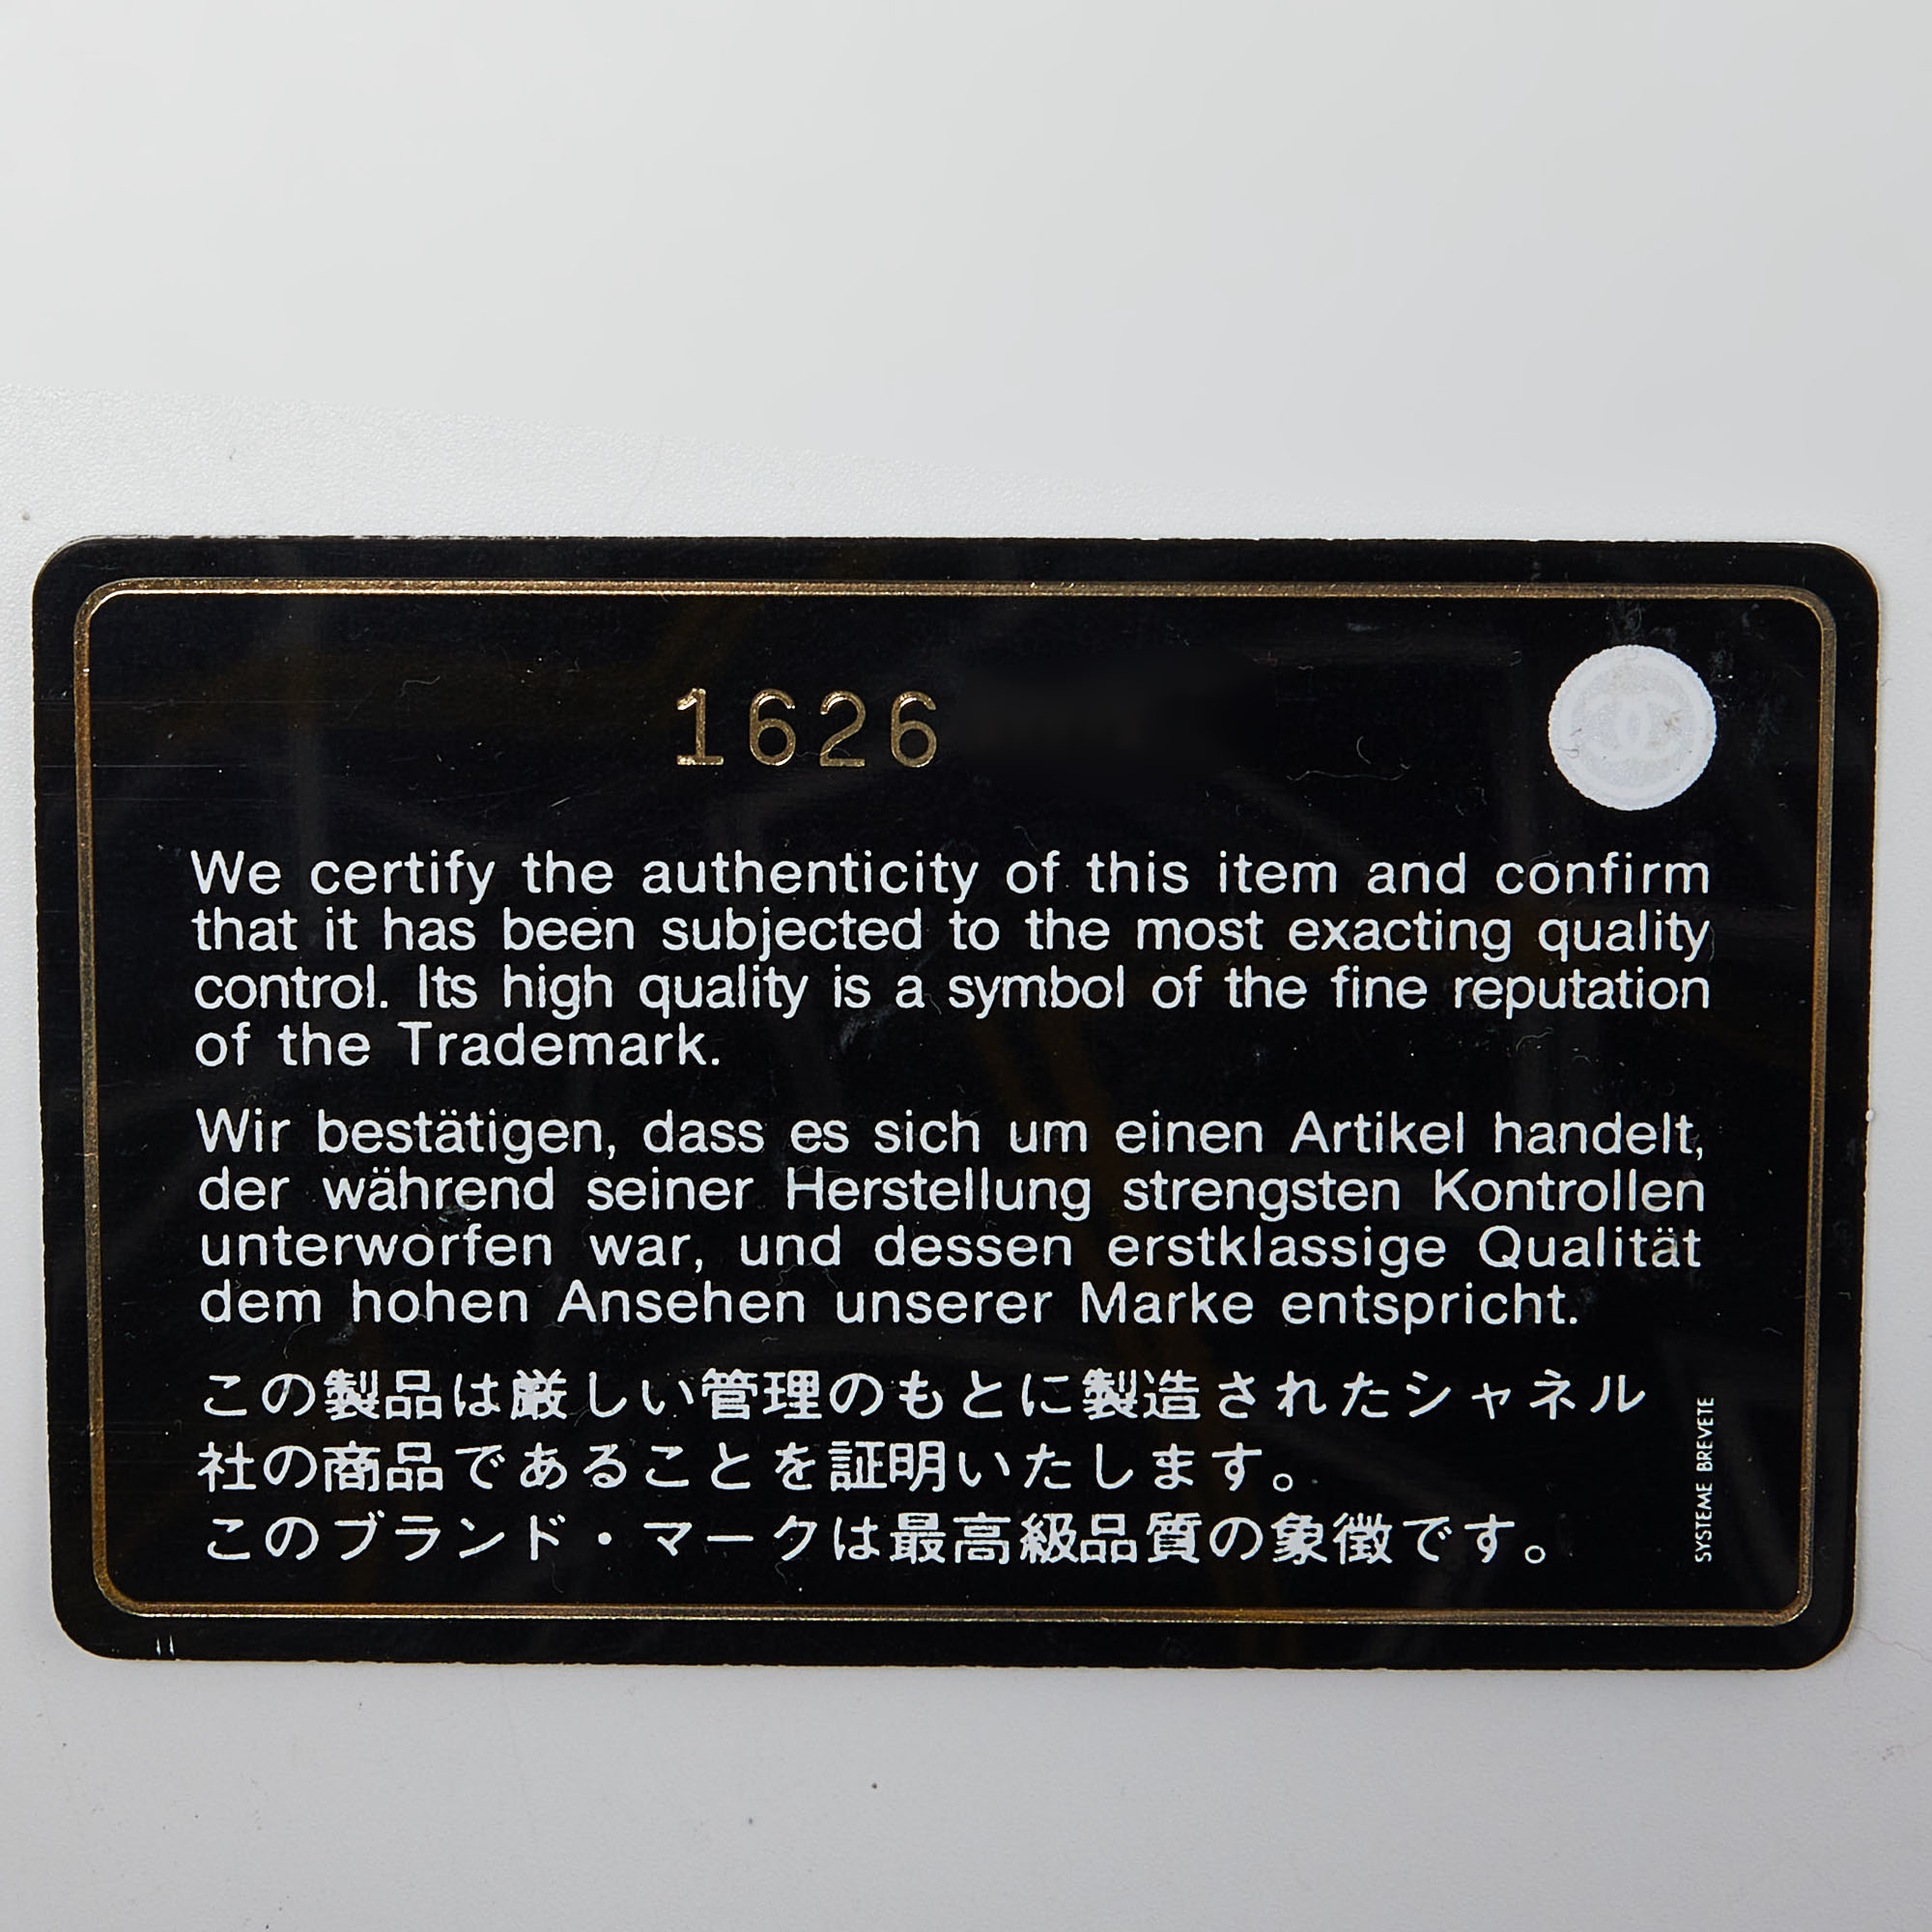 1626
We certify the authenticity of this item and confirm
that it has been subjected to the most exacting quality
control. Its high quality is a symbol of the fine reputation
of the Trademark.
Wir bestätigen, dass es sich um einen Artikel handelt,
der während seiner Herstellung strengsten Kontrollen
unterworfen war, und dessen erstklassige Qualität
dem hohen Ansehen unserer Marke entspricht.
この製品は厳しい管理のもとに製造されたシャネル
社の商品であることを証明いたします。
このブランド・マークは最高級品質の象徴です。
SYSTEME BREVETE